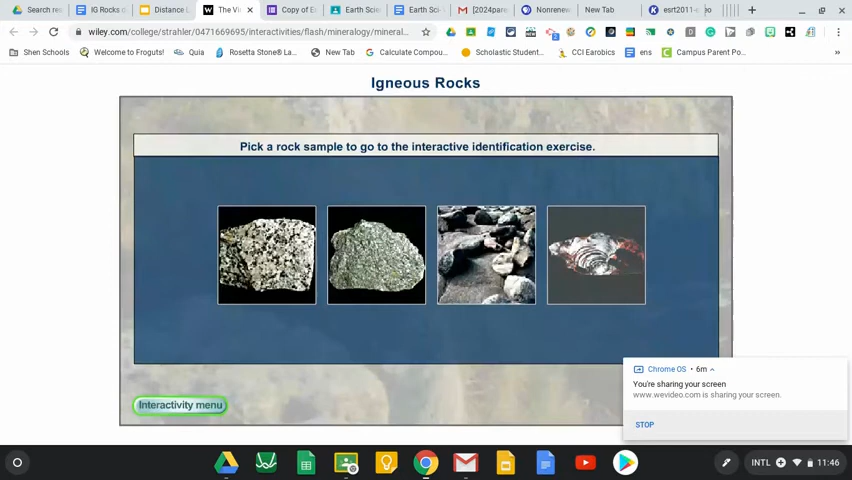 Search res
IG Rocks o
Distance L
The Vi
Copy of E
Earth Scie
Earth Sci-
[2024pare
Nonrenew
New Tab
esrt2011-e
wiley.com/college/strahler/0471669695/interactivities/flash/mineralogy/mineral...
Shen Schools
Welcome to Froguts!
Quia
Rosetta Stone® La...
New Tab
Calculate Compou...
Scholastic Student...
CCI Earobics
ens
Campus Parent Po...
Igneous Rocks
Pick a rock sample to go to the interactive identification exercise.
Interactivity menu
Chrome OS • 6m
You're sharing your screen
www.wevideo.com is sharing your screen.
STOP
INTL
11:46